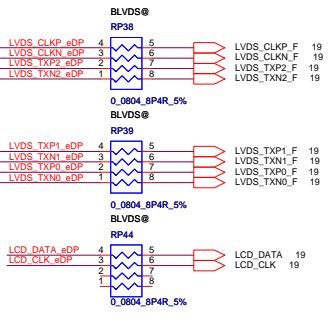 BLVDS@
RP38
LVDS_CLKP_eDP 4 5 LVDS_CLKP_F 19
LVDS_CLKN_eDP 3 6 LVDS_CLKN_F 19
LVDS_TXP2_eDP 2 7 LVDS_TXP2_F 19
LVDS_TXN2_eDP 1 8 LVDS_TXN2_F 19
0_0804_8P4R_5%
BLVDS@
RP39
LVDS_TXP1_eDP 4 5 LVDS_TXP1_F 19
LVDS_TXN1_eDP 3 6 LVDS_TXN1_F 19
LVDS_TXP0_eDP 2 7 LVDS_TXP0_F 19
LVDS_TXN0_eDP 1 8 LVDS_TXN0_F 19
0_0804_8P4R_5%
BLVDS@
RP44
LCD_DATA_eDP 4 5 LCD_DATA 19
LCD_CLK_eDP 3 6 LCD_CLK 19
2 7
1 8
0_0804_8P4R_5%